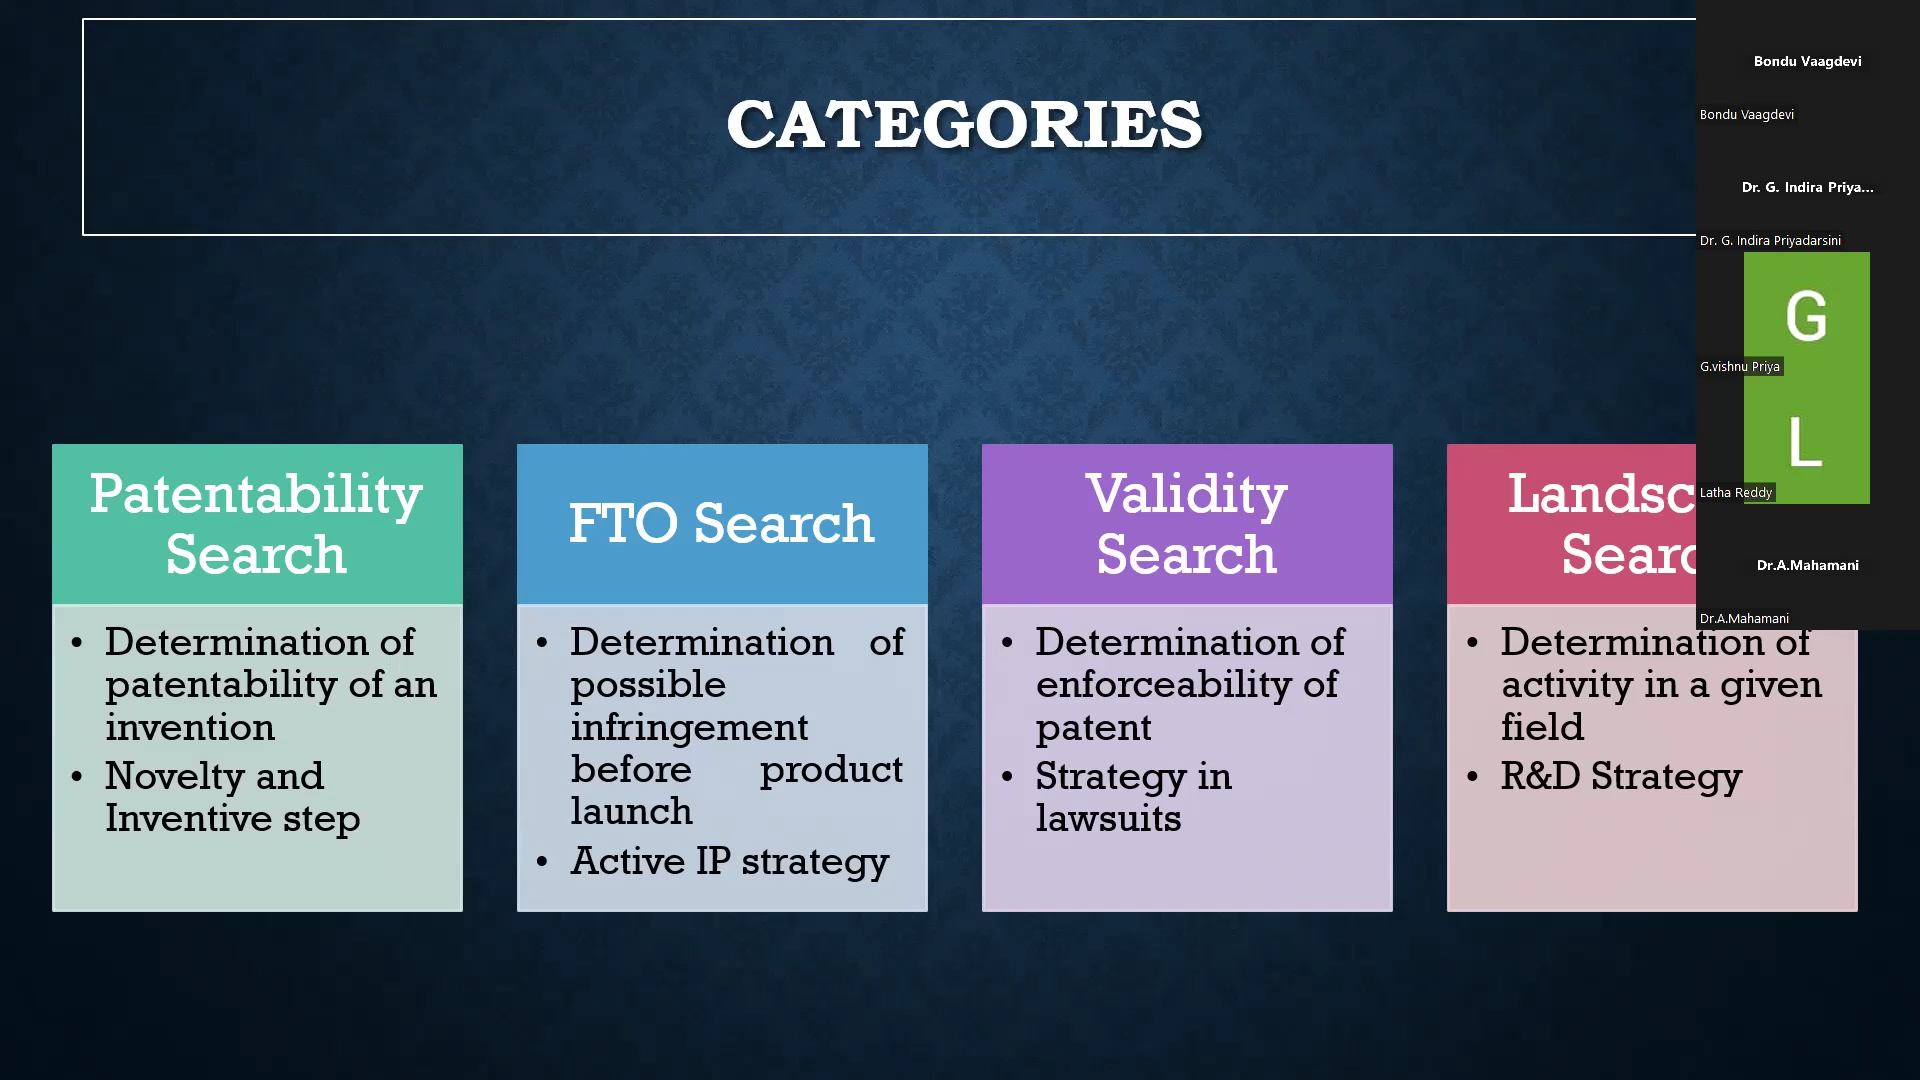 CATEGORIES
Patentability
Search
• Determination of
patentability of an
invention
• Novelty and
Inventive step
FTO Search
• Determination of
possible
infringement
before product
launch
• Active IP strategy
Validity
Search
• Determination of
enforceability of
patent
• Strategy in
lawsuits
Landsc
Searc
• Determination of
activity in a given
field
• R&D Strategy
Bondu Vaagdevi
Bondu Vaagdevi
Dr. G. Indira Priya...
Dr. G. Indira Priyadarsini
G
G.vishnu Priya
L
Latha Reddy
Dr.A.Mahamani
Dr.A.Mahamani